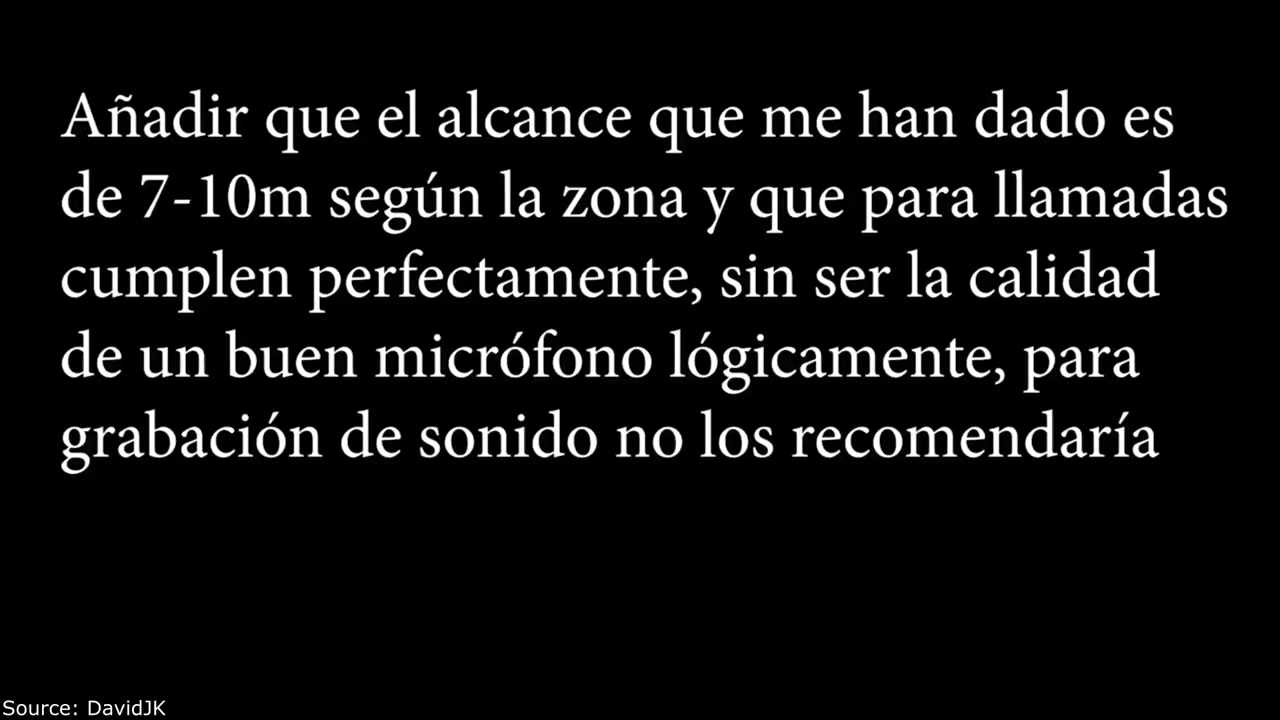 Añadir que el alcance que me han dado es
de 7-10m según la zona y que para llamadas
cumplen perfectamente, sin ser la calidad
de un buen micrófono lógicamente, para
grabación de sonido no los recomendaría
Source: DavidJK